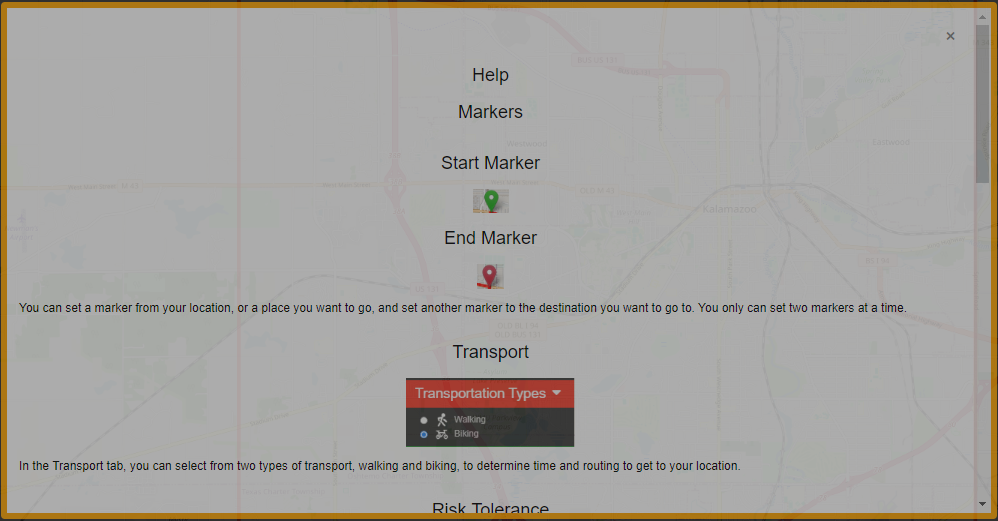 ×
Help
Markers
Start Marker
End Marker
You can set a marker from your location, or a place you want to go, and set another marker to the destination you want to go to. You only can set two markers at a time.
Transport
Transportation Types
Walking
Biking
In the Transport tab, you can select from two types of transport, walking and biking, to determine time and routing to get to your location.
Risk Tolerance
Kalamazoo
Eastwood